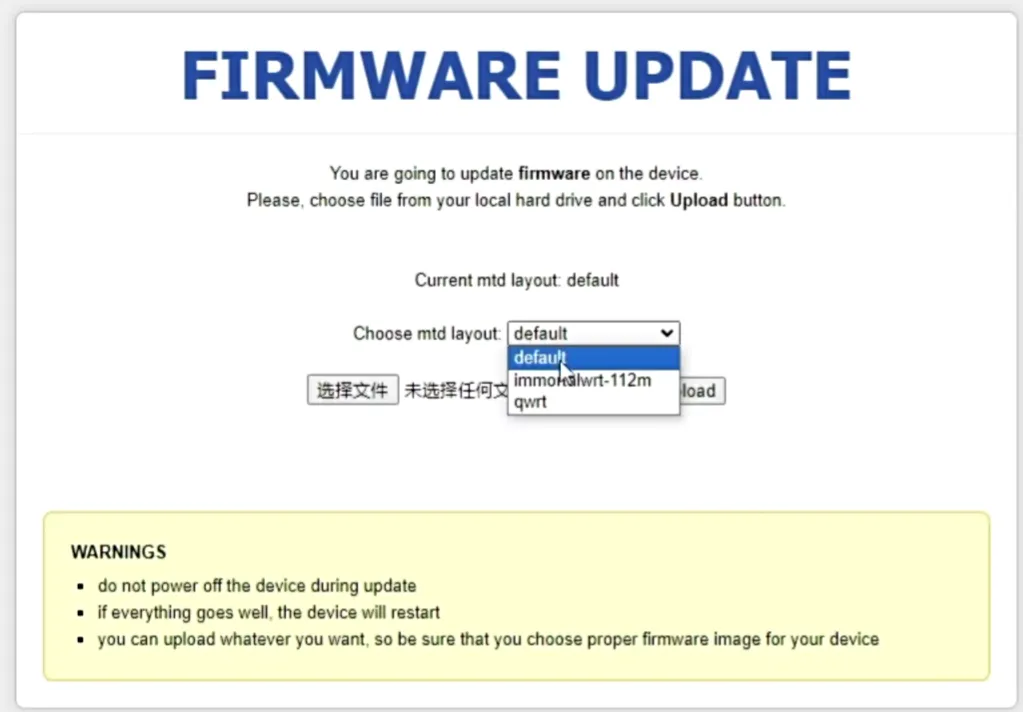 FIRMWARE UPDATE
You are going to update firmware on the device.
Please, choose file from your local hard drive and click Upload button.
Current mtd layout: default
Choose mtd layout: default
default
immortalwrt-112m
qwrt
选择文件 未选择任何文 load
WARNINGS
do not power off the device during update
if everything goes well, the device will restart
you can upload whatever you want, so be sure that you choose proper firmware image for your device